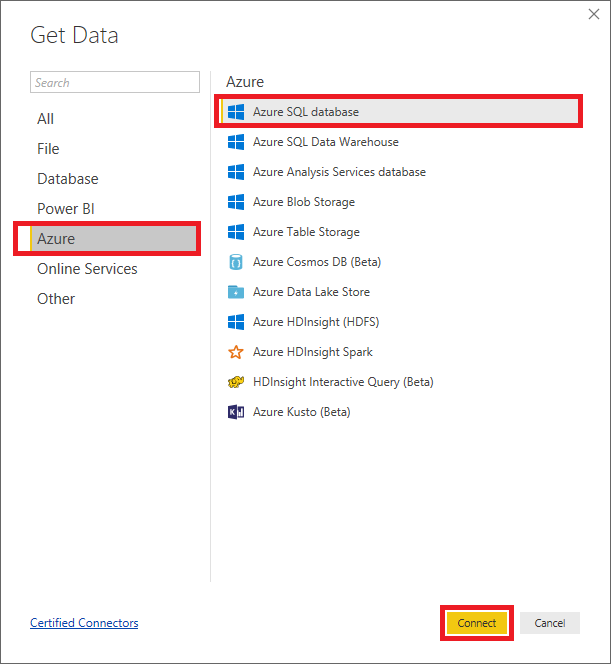 Get Data
Search
All
File
Database
Power BI
Azure
Online Services
Other
Azure
Azure SQL database
Azure SQL Data Warehouse
Azure Analysis Services database
Azure Blob Storage
Azure Table Storage
Azure Cosmos DB (Beta)
Azure Data Lake Store
Azure HDInsight (HDFS)
Azure HDInsight Spark
HDInsight Interactive Query (Beta)
Azure Kusto (Beta)
Certified Connectors
Connect
Cancel